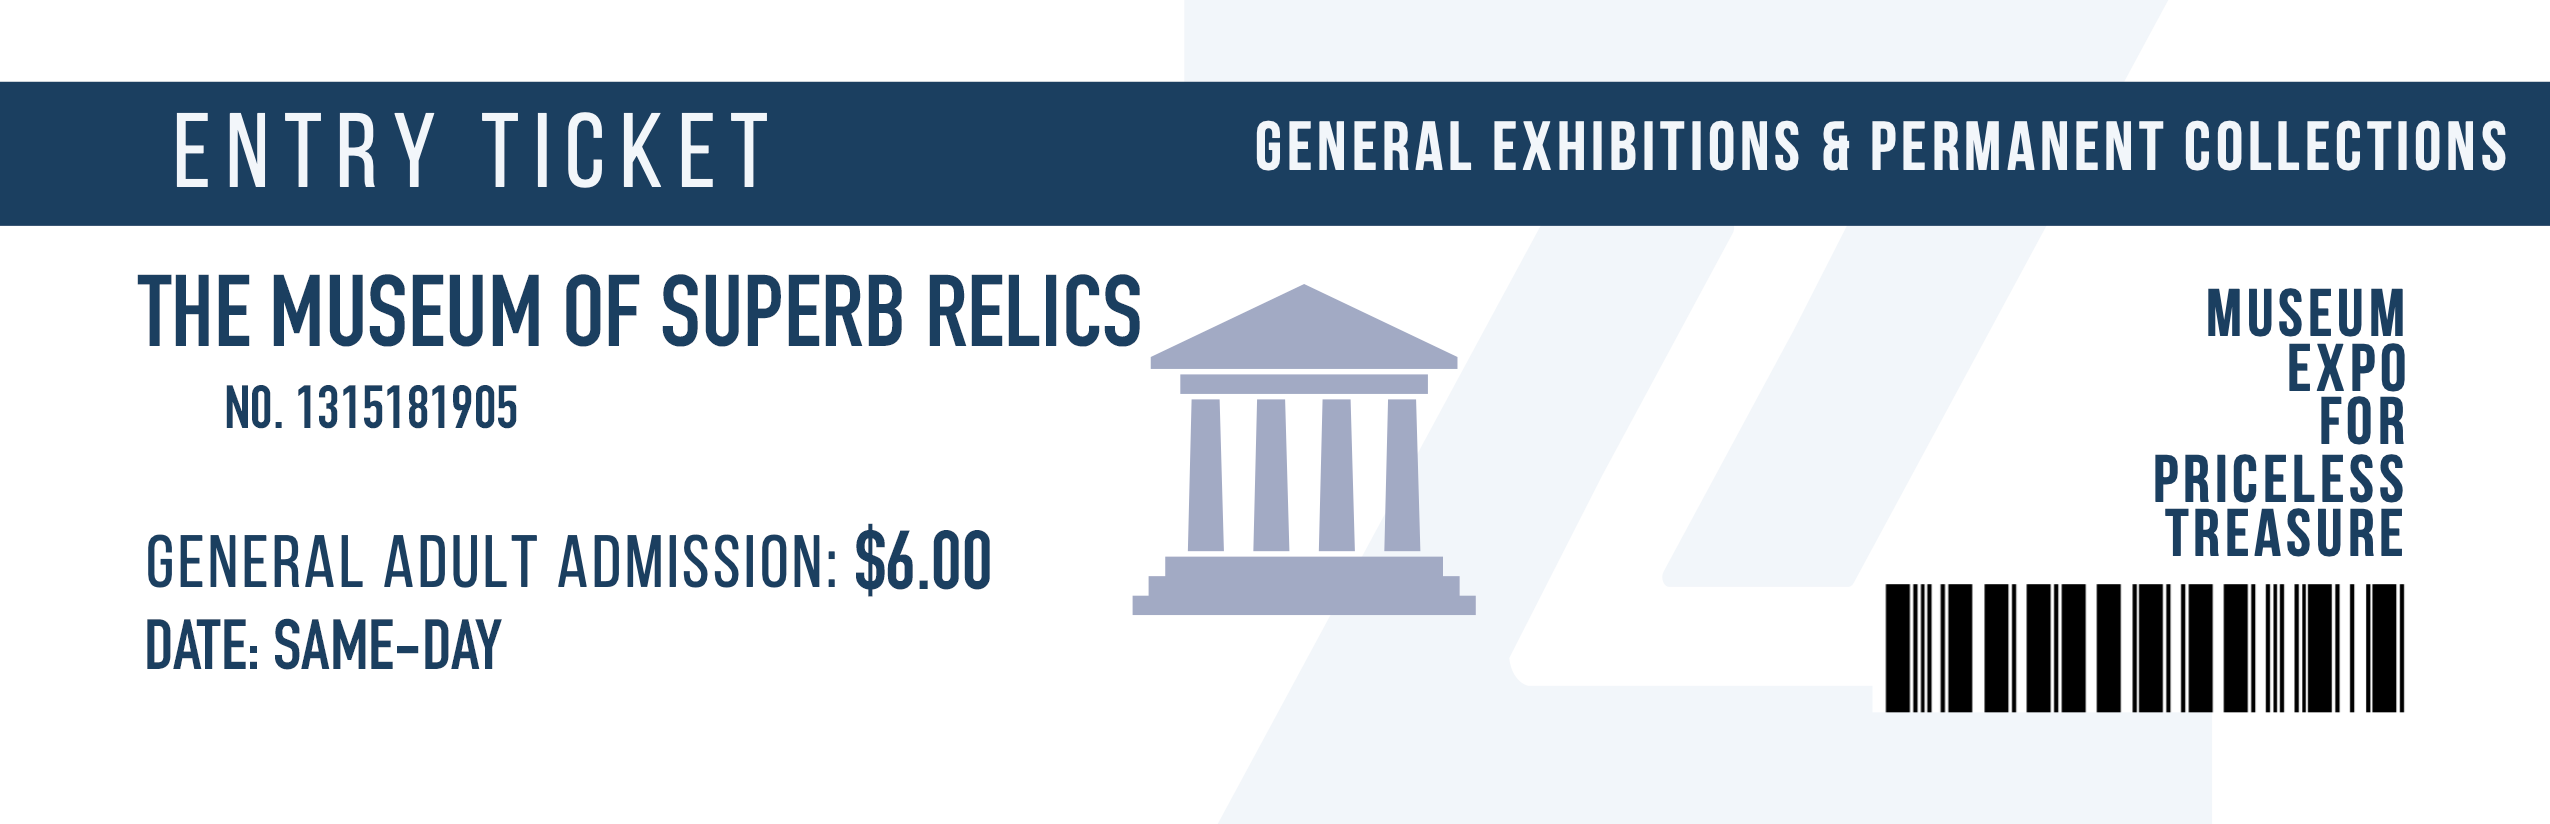 ENTRY TICKET
GENERAL EXHIBITIONS & PERMANENT COLLECTIONS
THE MUSEUM OF SUPERB RELICS
NO. 1315181905
GENERAL ADULT ADMISSION: $6.00
DATE: SAME-DAY
MUSEUM
EXPO
FOR
PRICELESS
TREASURE